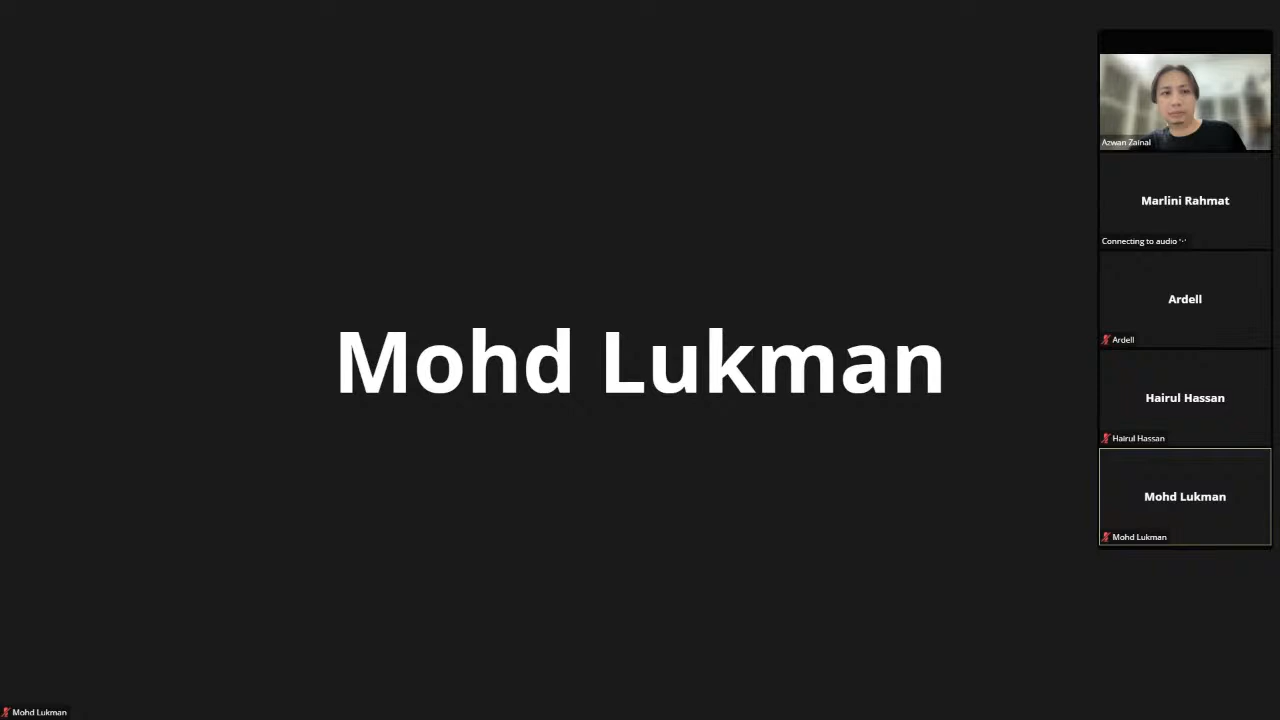 Mohd Lukman
Mohd Lukman
Azwan Zainal
Marlini Rahmat
Connecting to audio
Ardell
Ardell
Hairul Hassan
Hairul Hassan
Mohd Lukman
Mohd Lukman